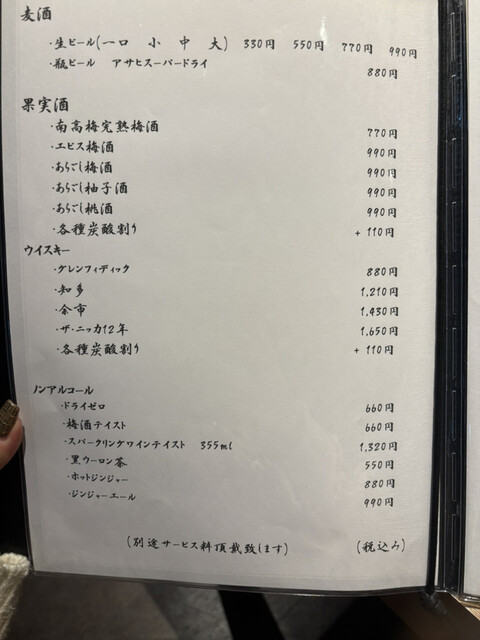 麦酒
・生ビール(一口 小 中 大) 330円 550円 770円 990円
・瓶ビール アサヒスーパードライ 880円
果実酒
・南高梅完熟梅酒 770円
・エビス梅酒 990円
・あらごし梅酒 990円
・あらごし柚子酒 990円
・あらごし桃酒 990円
・各種炭酸割り + 110円
ウイスキー
・グレンフィディック 880円
・知多 1,210円
・余市 1,430円
・ザ・ニッカ12年 1,650円
・各種炭酸割り + 110円
ノンアルコール
・ドライゼロ 660円
・梅酒テイスト 660円
・スパークリングワインテイスト 355ml 1,320円
・黒ウーロン茶 550円
・ホットジンジャー 880円
・ジンジャーエール 990円
(別途サービス料頂戴致します) (税込み)